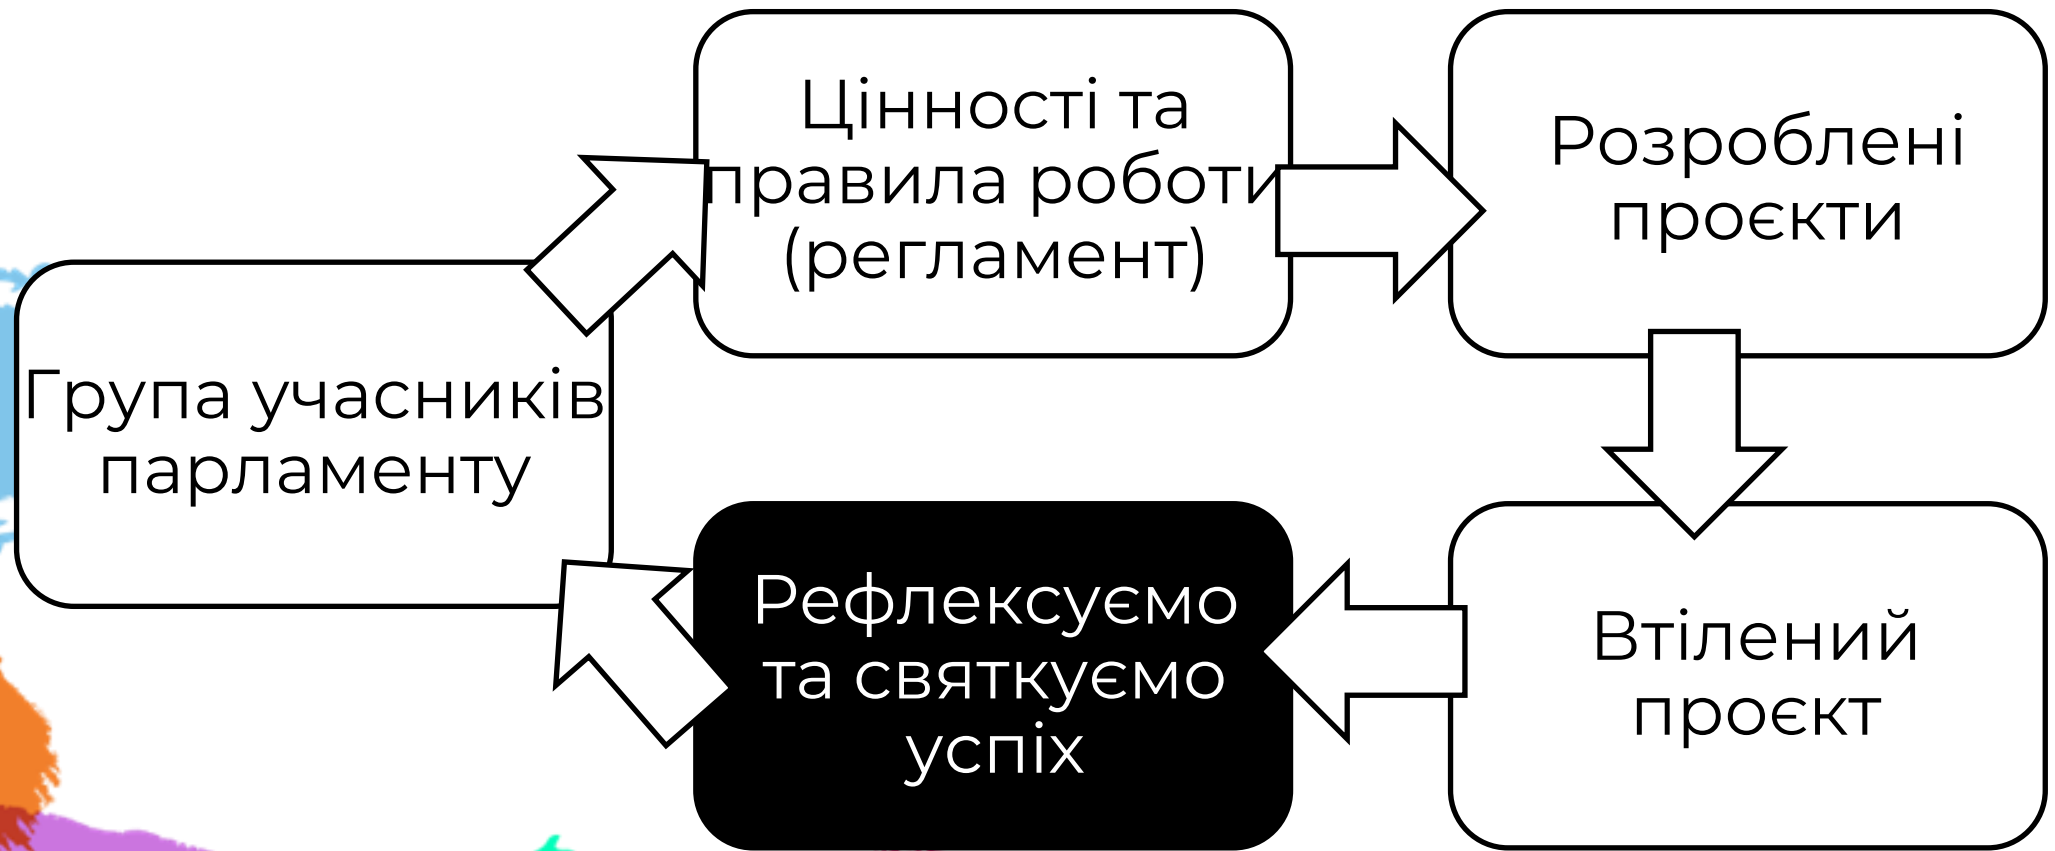 Група учасників
парламенту
Цінності та
правила роботи
(регламент)
Розроблені
проєкти
Втілений
проєкт
Рефлексуємо
та святкуємо
успіх